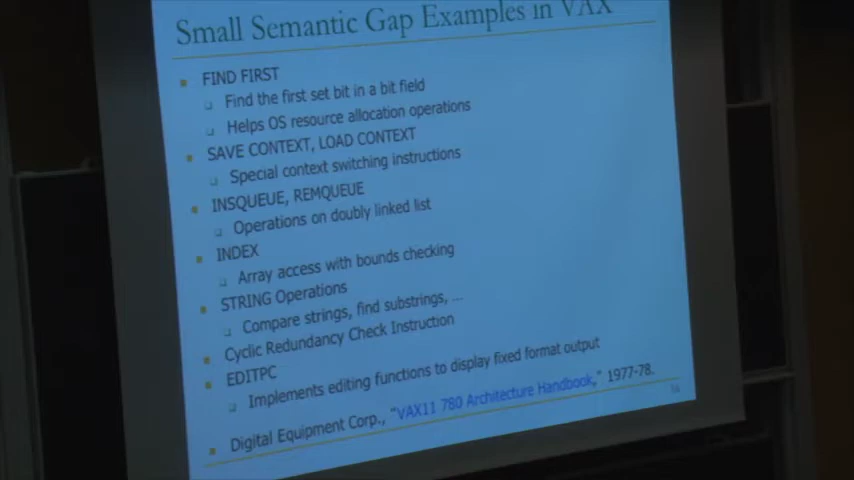 Small Semantic Gap Examples in VAX
FIND FIRST
Find the first set bit in a bit field
Helps OS resource allocation operations
SAVE CONTEXT, LOAD CONTEXT
Special context switching instructions
INSQUEUE, REMQUEUE
Operations on doubly linked list
INDEX
Array access with bounds checking
STRING Operations
Compare strings, find substrings, …
Cyclic Redundancy Check Instruction
EDITPC
Implements editing functions to display fixed format output
Digital Equipment Corp., “VAX11 780 Architecture Handbook,” 1977-78.